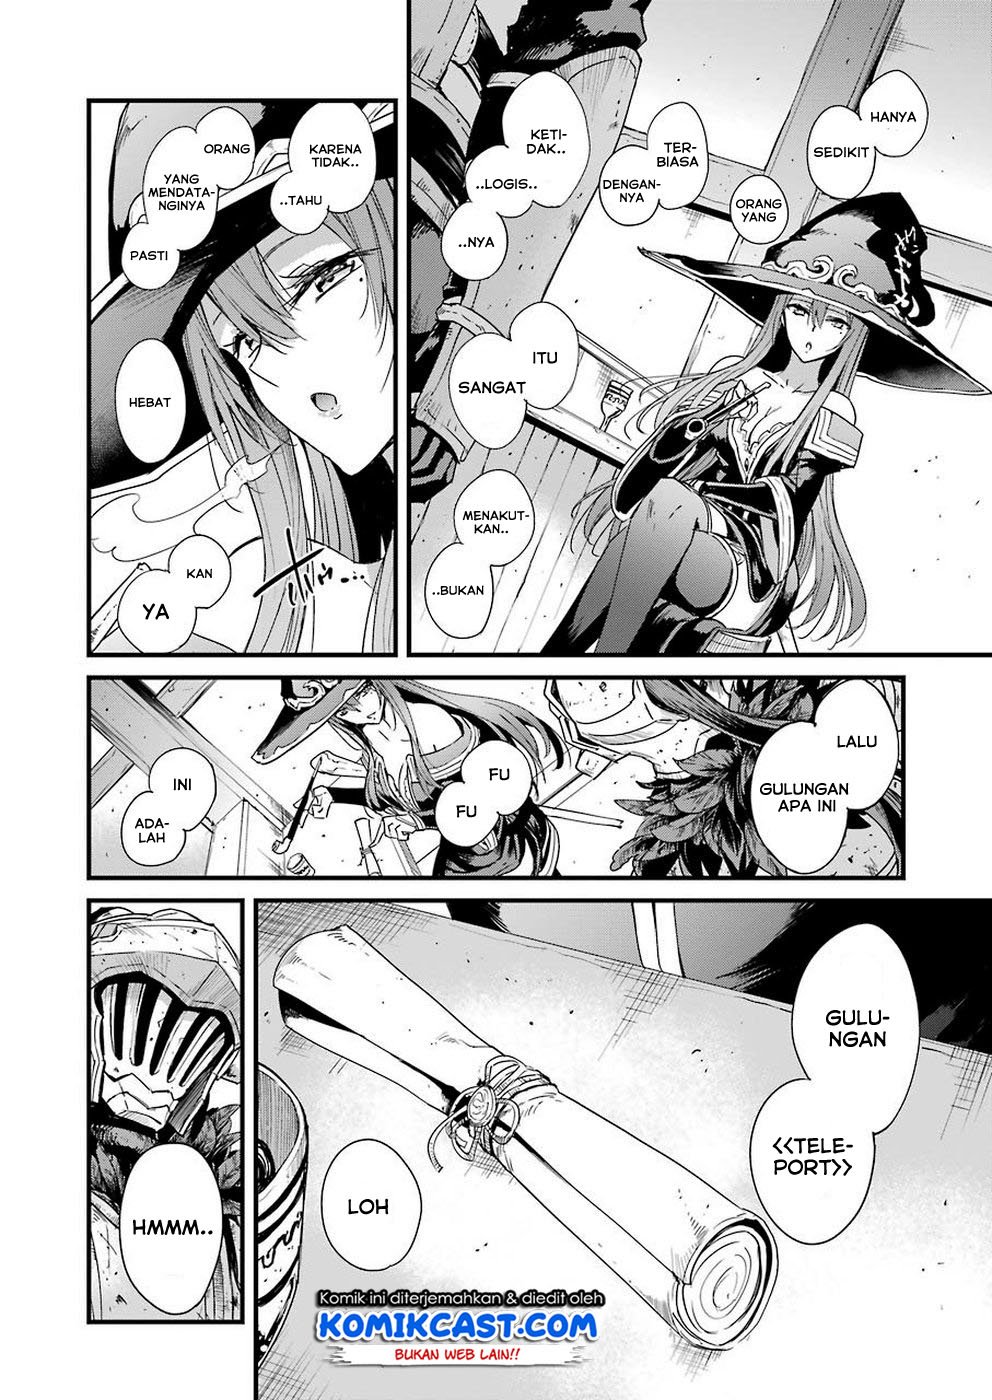 HANYA
SEDIKIT
ORANG
YANG
TER-
BIASA
DENGAN-
NYA
KETI-
DAK..
..LOGIS..
..NYA
ITU
SANGAT
MENAKUT-
KAN..
..BUKAN
KARENA
TIDAK..
..TAHU
ORANG
YANG
MENDATA-
NGINYA
PASTI
HEBAT
KAN
YA
LALU
GULUNGAN
APA INI
FU
FU
INI
ADA-
LAH
GULU-
NGAN
<<TELE-
PORT>>
LOH
HMMM..
Komik ini diterjemahkan & diedit oleh
KOMIKCAST.COM
BUKAN WEB LAIN!!